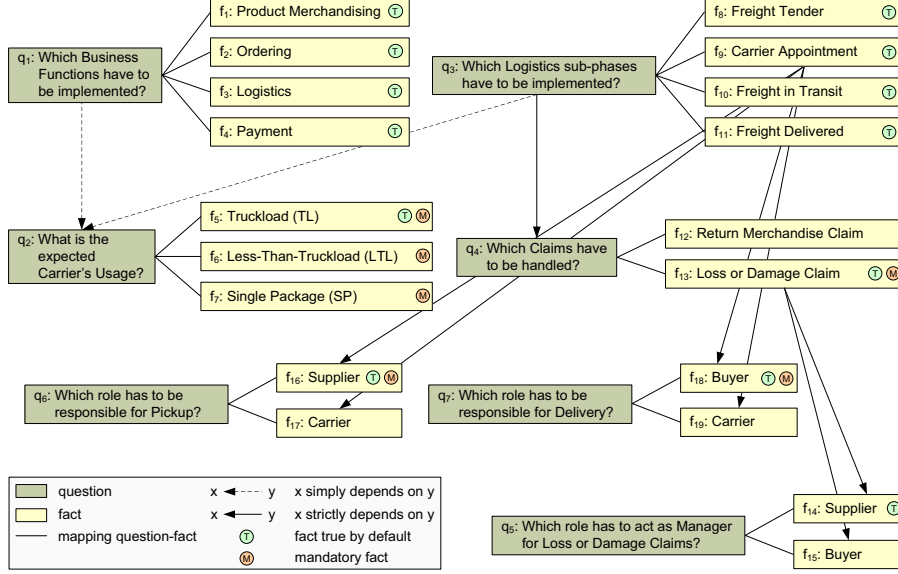 f₁: Product Merchandising T
f₂: Ordering T
f₃: Logistics T
f₄: Payment T
q₁: Which Business
Functions have to
be implemented?
f₈: Freight Tender T
f₉: Carrier Appointment T
f₁₀: Freight in Transit T
f₁₁: Freight Delivered T
q₃: Which Logistics sub-phases
have to be implemented?
q₂: What is the
expected
Carrier's Usage?
f₅: Truckload (TL) T M
f₆: Less-Than-Truckload (LTL) M
f₇: Single Package (SP) M
q₄: Which Claims have
to be handled?
f₁₂: Return Merchandise Claim
f₁₃: Loss or Damage Claim T M
q₆: Which role has to be
responsible for Pickup?
f₁₆: Supplier T M
f₁₇: Carrier
q₇: Which role has to be
responsible for Delivery?
f₁₈: Buyer T M
f₁₉: Carrier
q₅: Which role has to act as Manager
for Loss or Damage Claims?
f₁₄: Supplier T
f₁₅: Buyer
question
fact
mapping question-fact
x y x simply depends on y
x y x strictly depends on y
T fact true by default
M mandatory fact